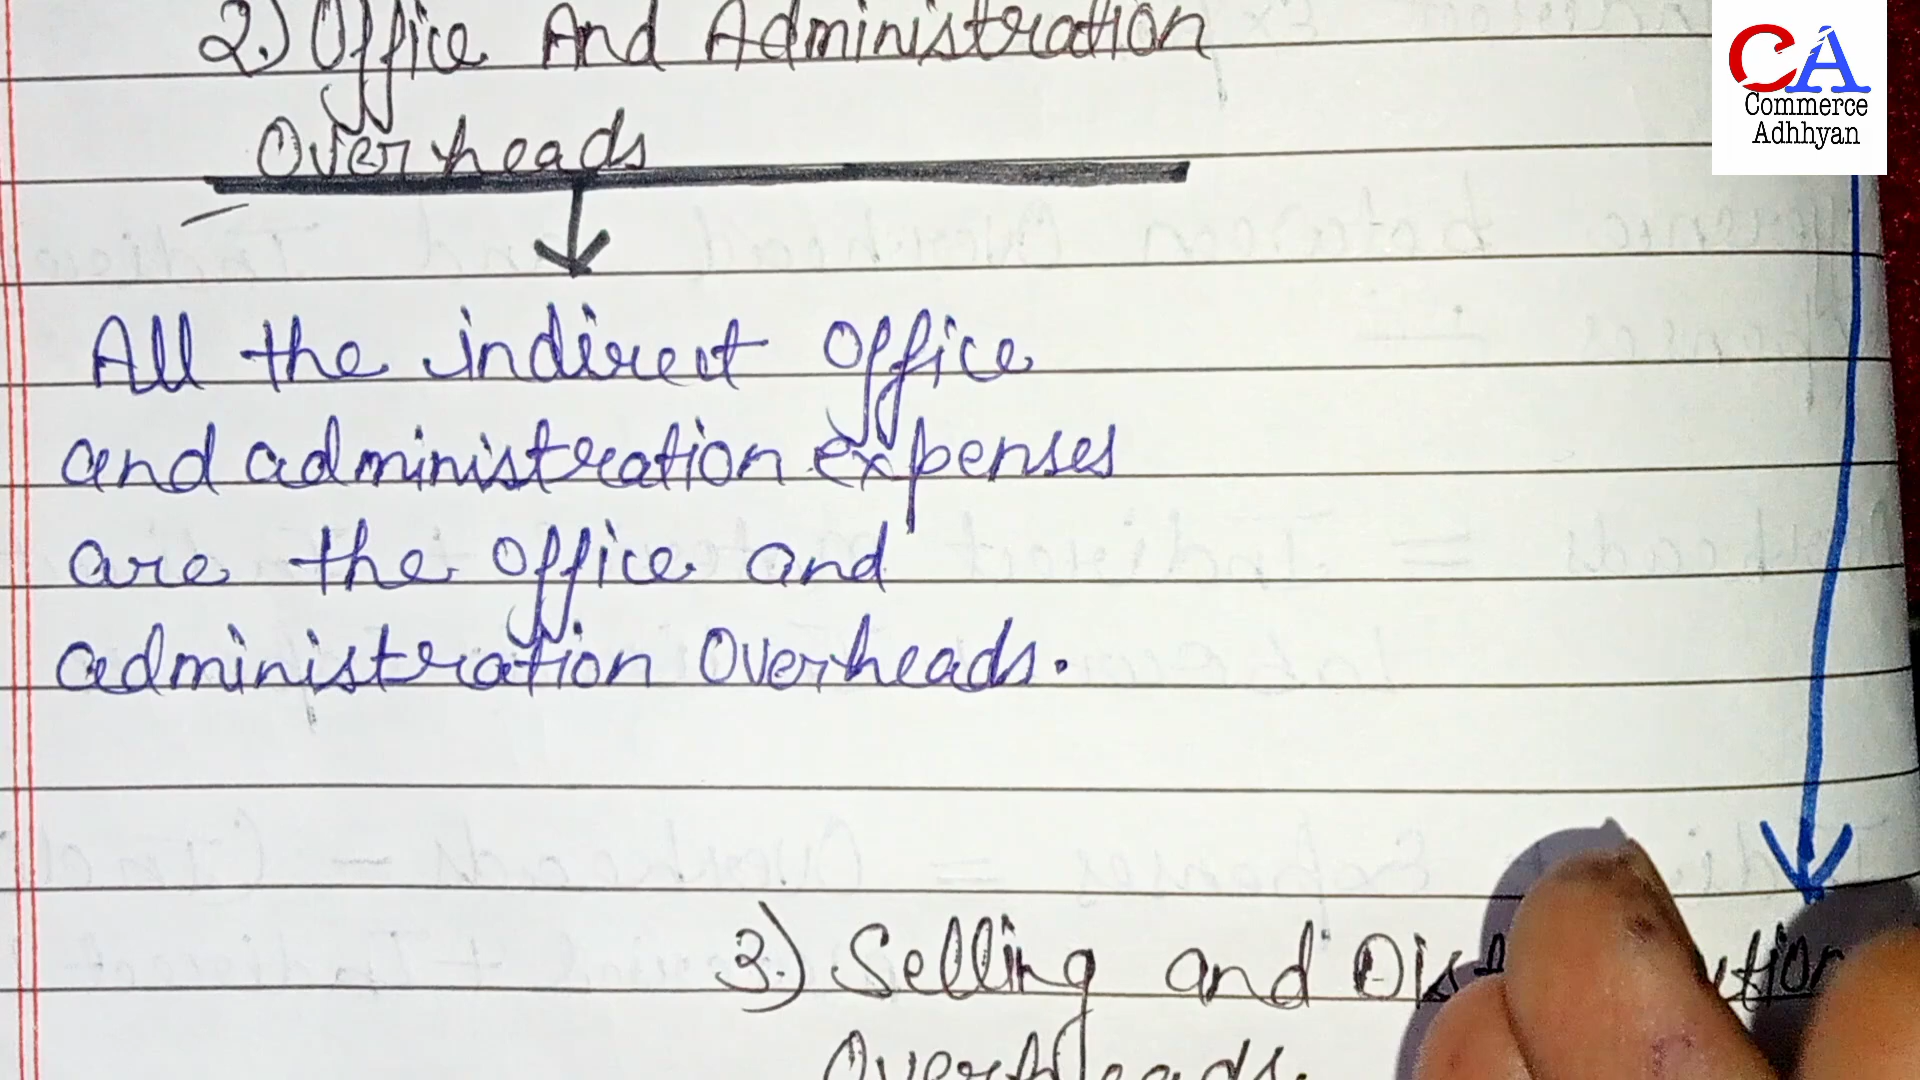 2.) Office And Administration
Overheads
CA
Commerce
Adhhyan
All the indirect office
and administration expenses
are the office and
administration Overheads.
3.) Selling and
Overheads.